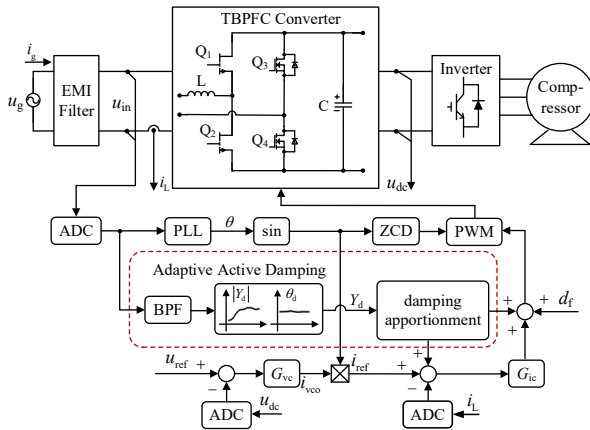 TBPFC Converter
i_g
Q_1
Q_3
EMI
Filter
u_g
u_in
L
C
Q_2
Q_4
Inverter
Comp-
ressor
i_L
u_dc
ADC
PLL
θ
sin
ZCD
PWM
Adaptive Active Damping
BPF
|Y_d|
θ_d
Y_d
damping
apportionment
+
+
d_f
+
u_ref
+
−
G_vc
i_vco
i_ref
+
+
−
G_ic
ADC
u_dc
ADC
i_L